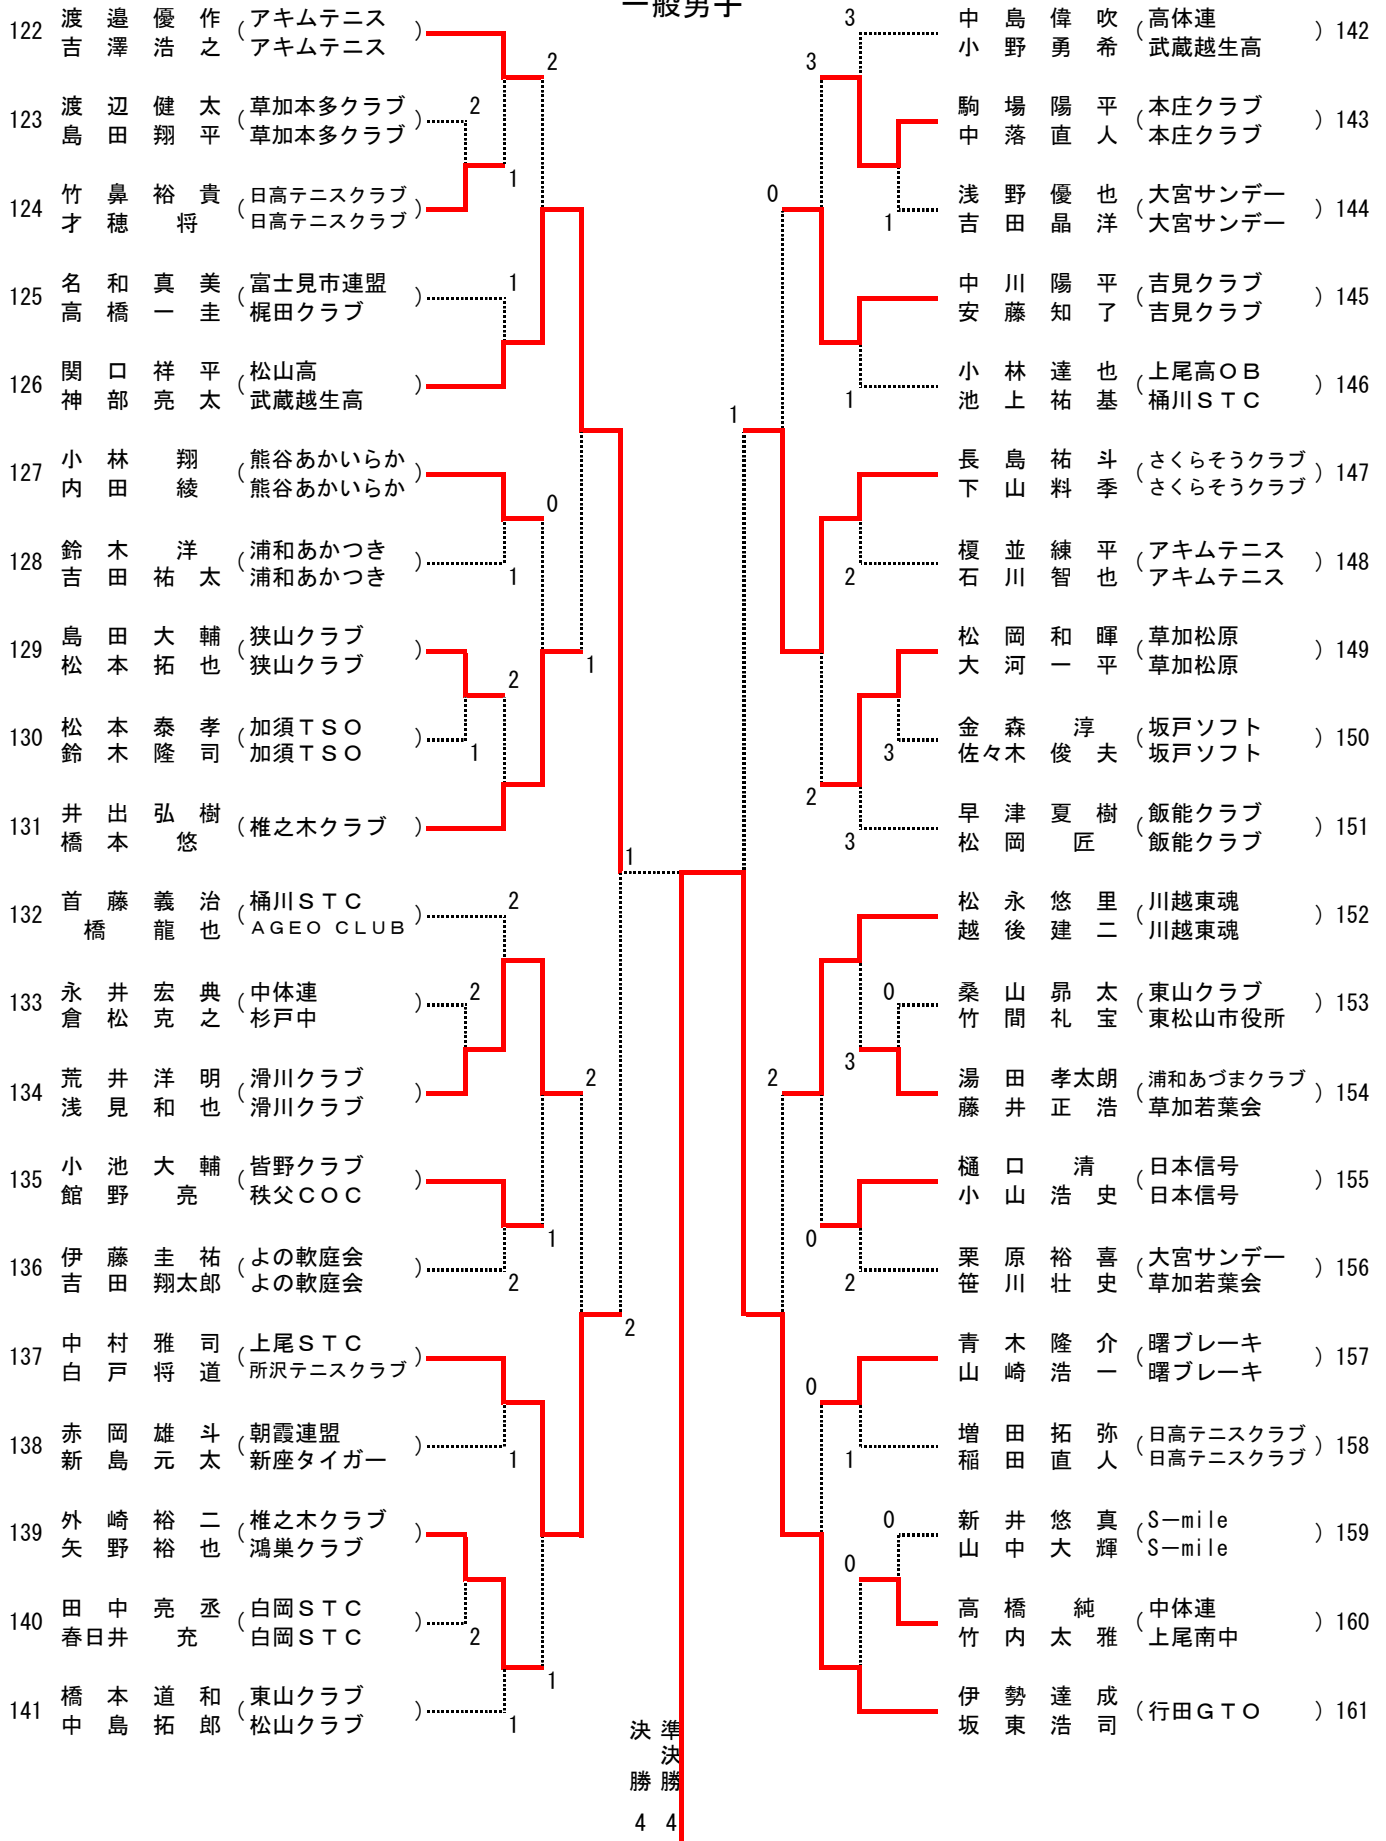 一般男子
122 渡邉優作 (アキムテニス)
吉澤浩之 アキムテニス
2
123 渡辺健太 (草加本多クラブ)
島田翔平 草加本多クラブ
2
1
124 竹鼻裕貴 (日高テニスクラブ)
才穂将 日高テニスクラブ
125 名和真美 (富士見市連盟)
高橋一圭 梶田クラブ
1
126 関口祥平 (松山高)
神部亮太 武蔵越生高
127 小林翔 (熊谷あかいらか)
内田綾 熊谷あかいらか
0
128 鈴木洋 (浦和あかつき)
吉田祐太 浦和あかつき
1
129 島田大輔 (狭山クラブ)
松本拓也 狭山クラブ
2
1
130 松本泰孝 (加須TSO)
鈴木隆司 加須TSO
1
131 井出弘樹 (椎之木クラブ)
橋本悠
1
132 首藤義治 (桶川STC)
橋龍也 AGEO CLUB
2
133 永井宏典 (中体連)
倉松克之 杉戸中
2
134 荒井洋明 (滑川クラブ)
浅見和也 滑川クラブ
2
135 小池大輔 (皆野クラブ)
館野亮 秩父COC
1
136 伊藤圭祐 (よの軟庭会)
吉田翔太郎 よの軟庭会
2
2
137 中村雅司 (上尾STC)
白戸将道 所沢テニスクラブ
138 赤岡雄斗 (朝霞連盟)
新島元太 新座タイガー
1
139 外崎裕二 (椎之木クラブ)
矢野裕也 鴻巣クラブ
140 田中亮丞 (白岡STC)
春日井充 白岡STC
2
1
141 橋本道和 (東山クラブ)
中島拓郎 松山クラブ
1
3
中島偉吹 (高体連) 142
小野勇希 武蔵越生高
3
駒場陽平 (本庄クラブ) 143
中落直人 本庄クラブ
0
浅野優也 (大宮サンデー) 144
吉田晶洋 大宮サンデー
1
中川陽平 (吉見クラブ) 145
安藤知了 吉見クラブ
小林達也 (上尾高OB) 146
池上祐基 桶川STC
1
1
長島祐斗 (さくらそうクラブ) 147
下山料季 さくらそうクラブ
榎並練平 (アキムテニス) 148
石川智也 アキムテニス
2
松岡和暉 (草加松原) 149
大河一平 草加松原
金森淳 (坂戸ソフト) 150
佐々木俊夫 坂戸ソフト
3
2
早津夏樹 (飯能クラブ) 151
松岡匠 飯能クラブ
3
松永悠里 (川越東魂) 152
越後建二 川越東魂
0
桑山昴太 (東山クラブ) 153
竹間礼宝 東松山市役所
3
2
湯田孝太朗 (浦和あづまクラブ) 154
藤井正浩 草加若葉会
樋口清 (日本信号) 155
小山浩史 日本信号
0
栗原裕喜 (大宮サンデー) 156
笹川壮史 草加若葉会
2
青木隆介 (曙ブレーキ) 157
山崎浩一 曙ブレーキ
0
増田拓弥 (日高テニスクラブ) 158
稲田直人 日高テニスクラブ
1
0
新井悠真 (S−mile) 159
山中大輝 S−mile
0
高橋純 (中体連) 160
竹内太雅 上尾南中
伊勢達成 (行田GTO) 161
坂東浩司
決勝 4
準決勝 4